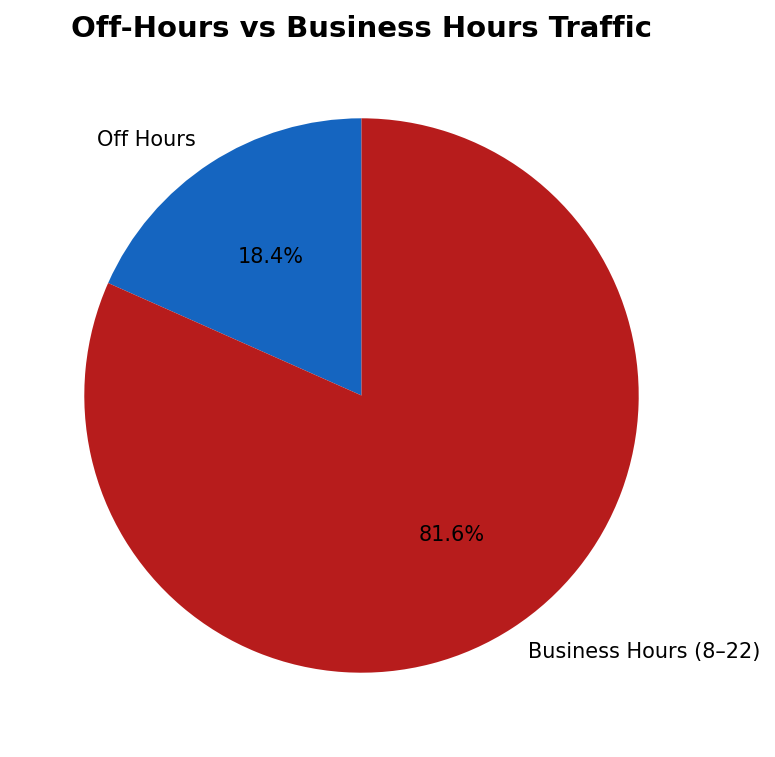 Off-Hours vs Business Hours Traffic
Off Hours
18.4%
81.6%
Business Hours (8–22)